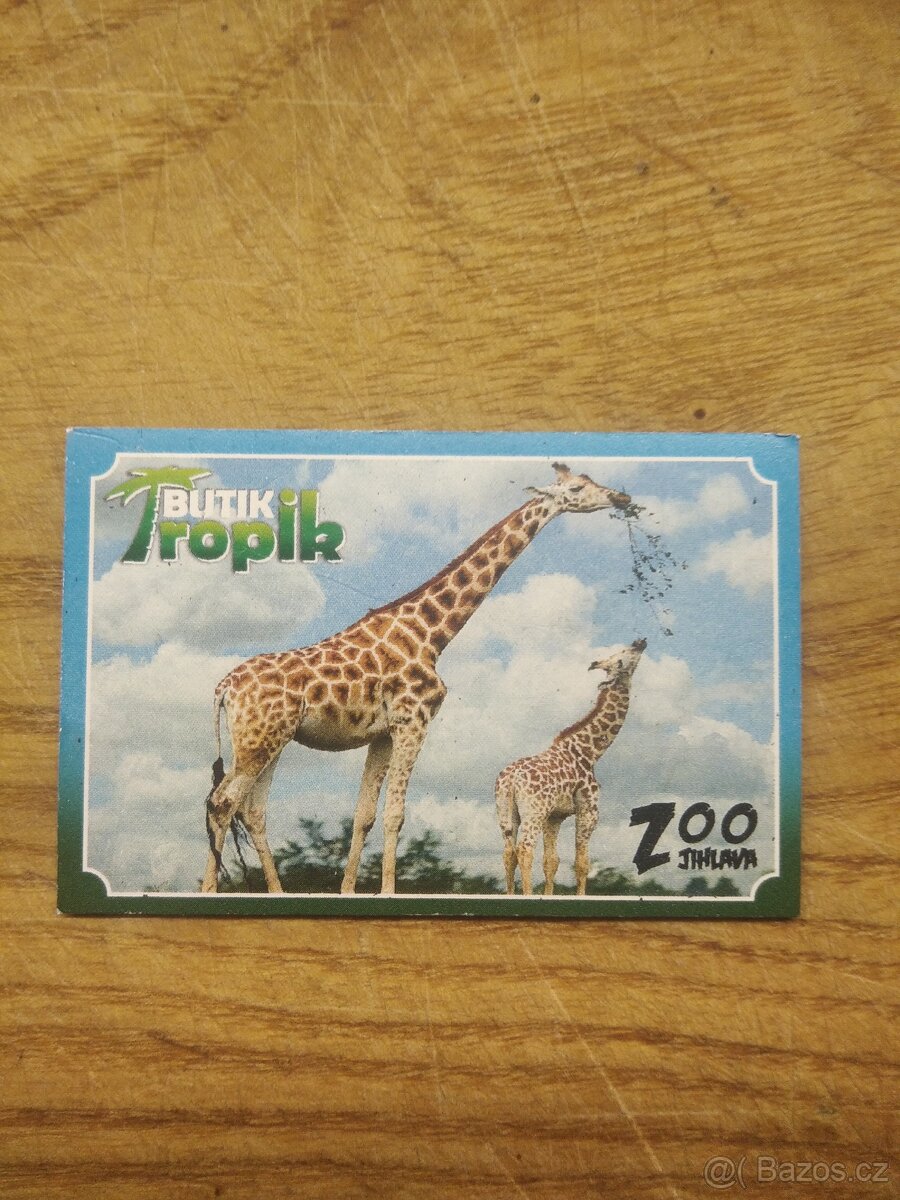 BUTIK
Tropik
ZOO
JIHLAVA
@( Bazos.cz